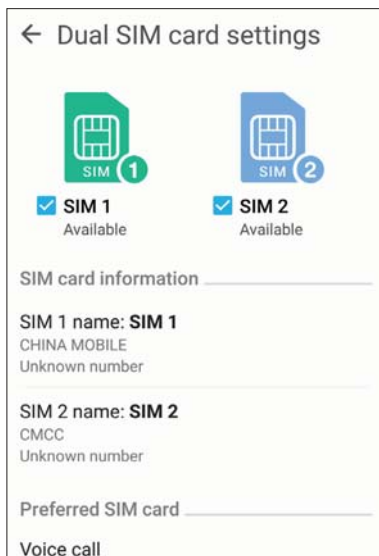 ← Dual SIM card settings
SIM 1 SIM 2
SIM 1 SIM 2
Available Available
SIM card information
SIM 1 name: SIM 1
CHINA MOBILE
Unknown number
SIM 2 name: SIM 2
CMCC
Unknown number
Preferred SIM card
Voice call